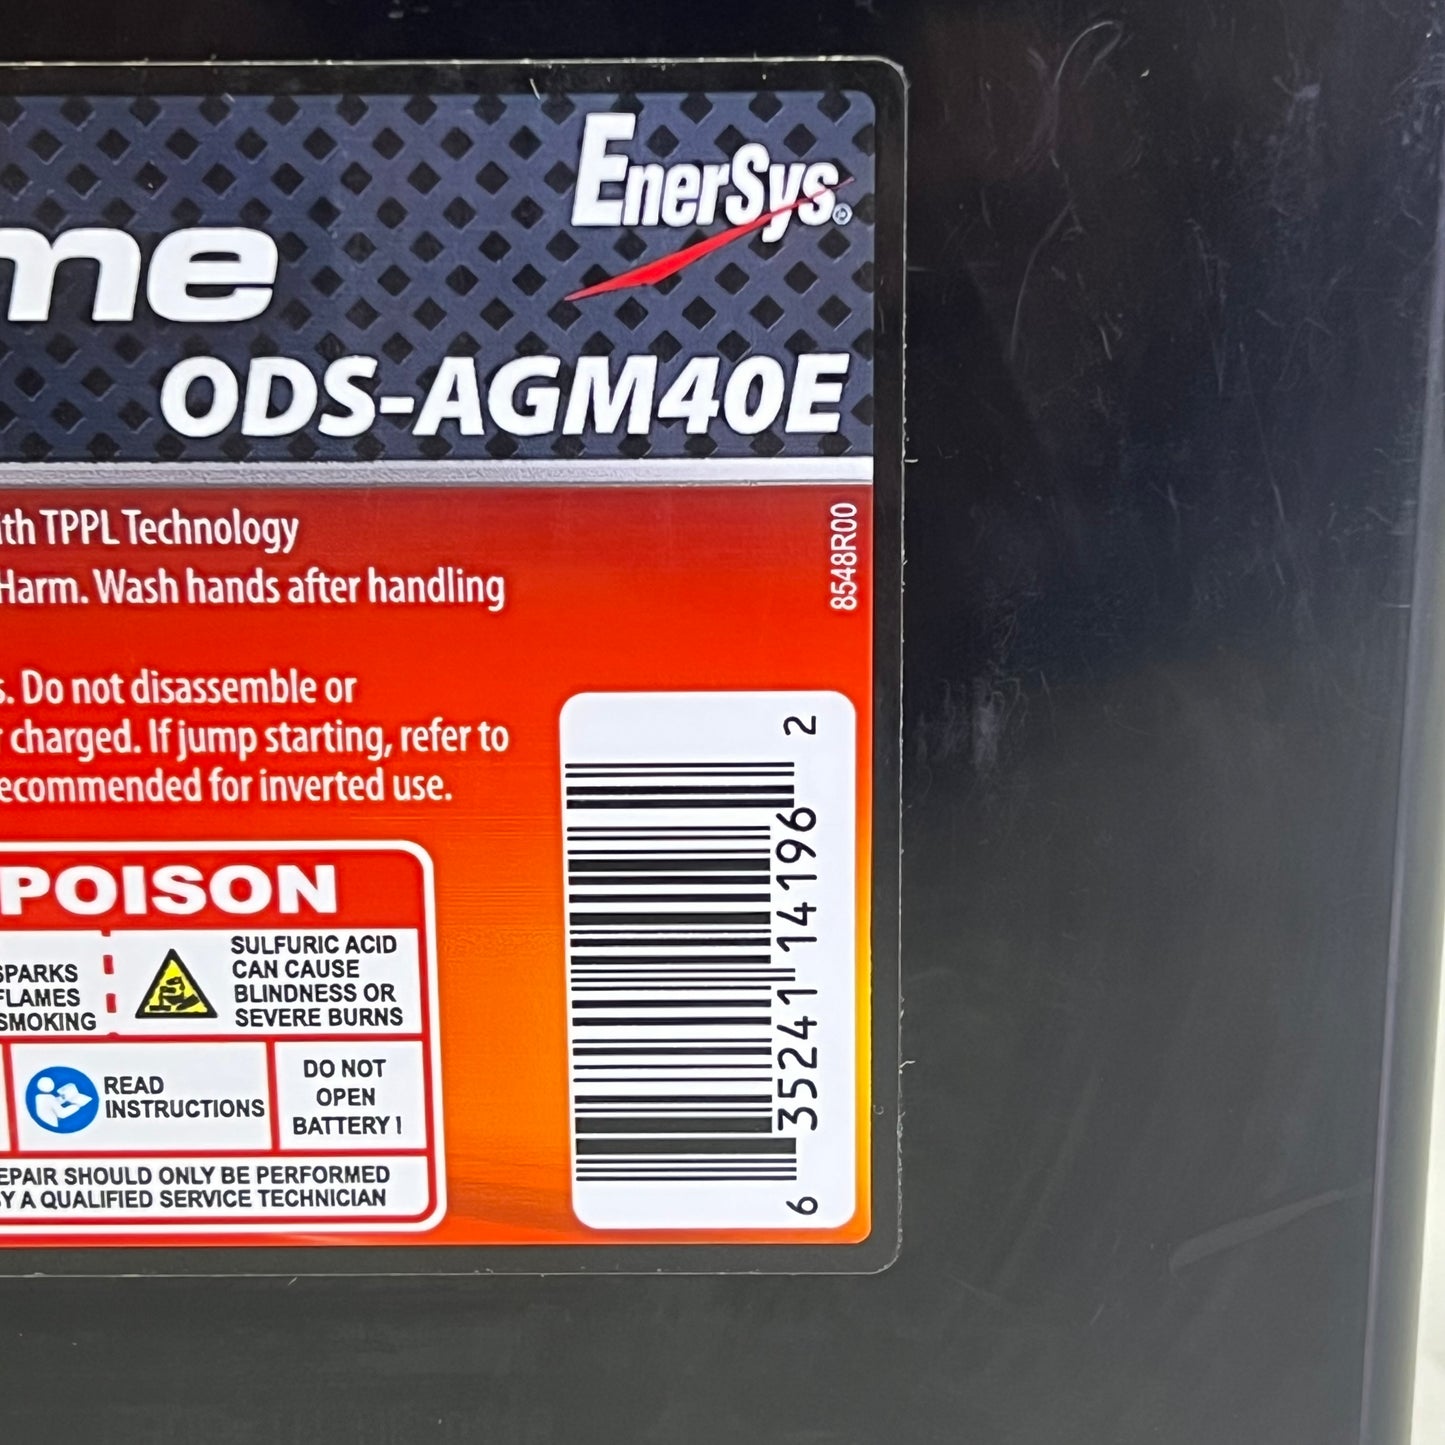 EnerSys®
me
ODS-AGM40E
ith TPPL Technology
Harm. Wash hands after handling
8548R00
s. Do not disassemble or
r charged. If jump starting, refer to
ecommended for inverted use.
POISON
SPARKS
FLAMES
SMOKING
SULFURIC ACID
CAN CAUSE
BLINDNESS OR
SEVERE BURNS
READ
INSTRUCTIONS
DO NOT
OPEN
BATTERY !
EPAIR SHOULD ONLY BE PERFORMED
BY A QUALIFIED SERVICE TECHNICIAN
6 35241 14196 2